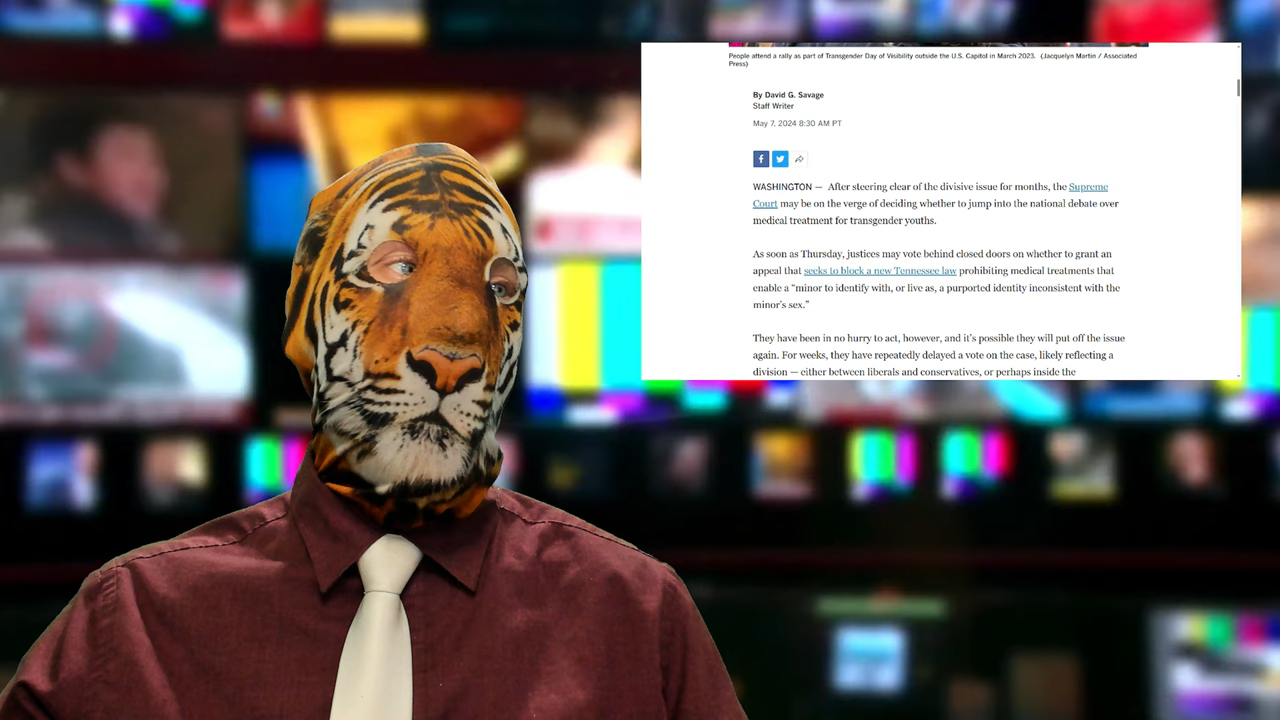 People attend a rally as part of Transgender Day of Visibility outside the U.S. Capitol in March 2023. (Jacquelyn Martin / Associated
Press)
By David G. Savage
Staff Writer
May 7, 2024 8:30 AM PT
WASHINGTON — After steering clear of the divisive issue for months, the Supreme
Court may be on the verge of deciding whether to jump into the national debate over
medical treatment for transgender youths.
As soon as Thursday, justices may vote behind closed doors on whether to grant an
appeal that seeks to block a new Tennessee law prohibiting medical treatments that
enable a “minor to identify with, or live as, a purported identity inconsistent with the
minor’s sex.”
They have been in no hurry to act, however, and it’s possible they will put off the issue
again. For weeks, they have repeatedly delayed a vote on the case, likely reflecting a
division — either between liberals and conservatives, or perhaps inside the